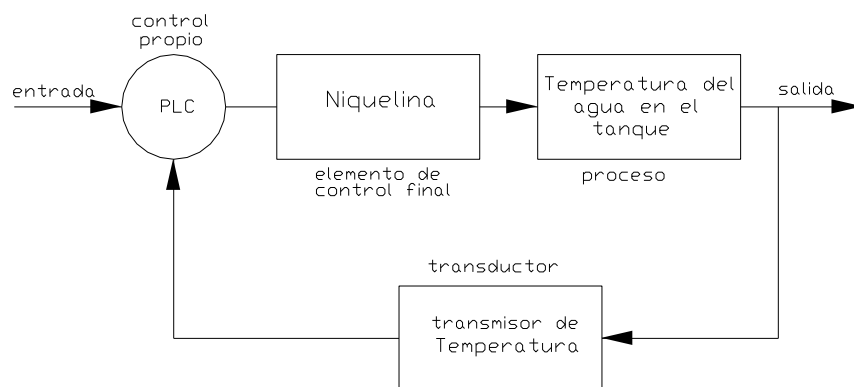 control
propio
entrada
PLC
Niquelina
elemento de
control final
Temperatura del
agua en el
tanque
proceso
salida
transductor
transmisor de
Temperatura